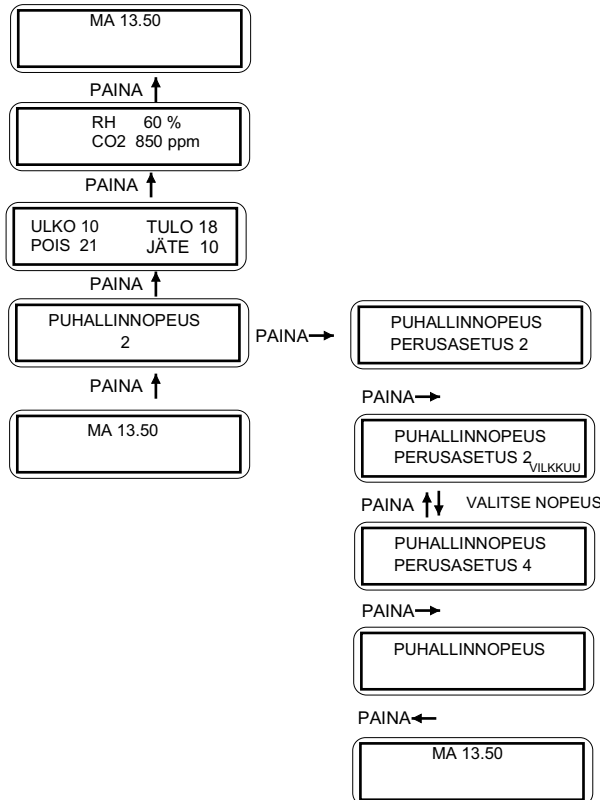 MA 13.50
PAINA
RH 60 %
CO2 850 ppm
PAINA
ULKO 10 TULO 18
POIS 21 JÄTE 10
PAINA
PUHALLINNOPEUS
2
PAINA
MA 13.50
PAINA
PUHALLINNOPEUS
PERUSASETUS 2
PAINA
PUHALLINNOPEUS
PERUSASETUS 2
VILKKUU
PAINA VALITSE NOPEUS
PUHALLINNOPEUS
PERUSASETUS 4
PAINA
PUHALLINNOPEUS
PAINA
MA 13.50